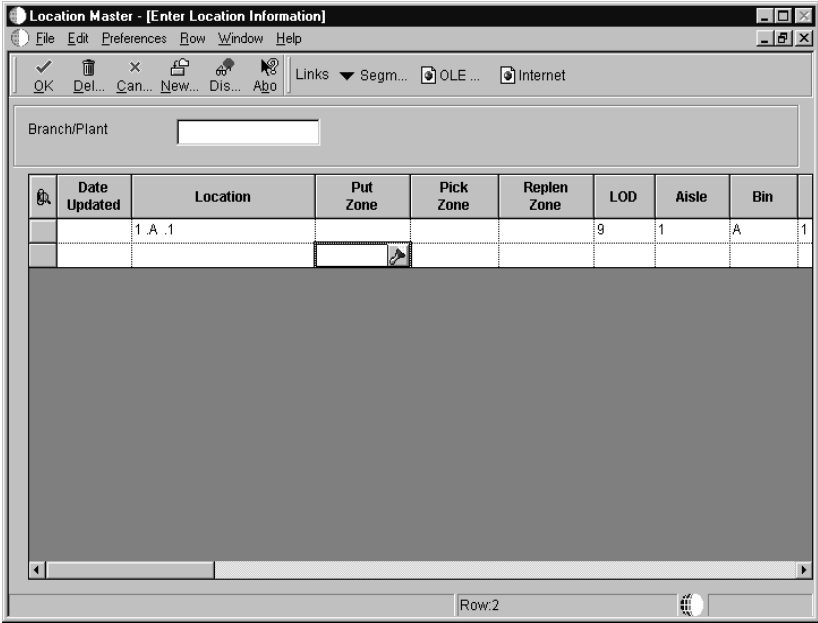 Location Master - [Enter Location Information]
File Edit Preferences Row Window Help
OK Del... Can... New... Dis... Abo Links Segm... OLE ... Internet
Branch/Plant
Date Updated Location Put Zone Pick Zone Replen Zone LOD Aisle Bin
1 .A .1 9 1 A 1
Row:2